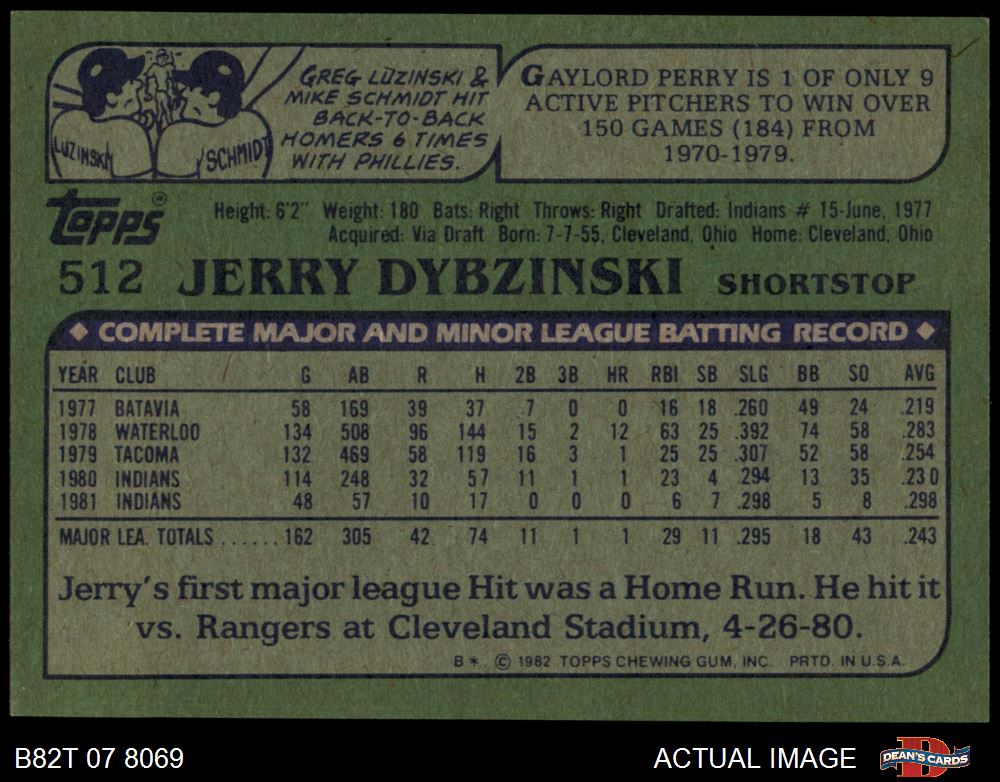 GREG LUZINSKI &
MIKE SCHMIDT HIT
BACK-TO-BACK
HOMERS 6 TIMES
WITH PHILLIES.
LUZINSKI
SCHMIDT
GAYLORD PERRY IS 1 OF ONLY 9
ACTIVE PITCHERS TO WIN OVER
150 GAMES (184) FROM
1970-1979.
Topps®
Height: 6'2" Weight: 180 Bats: Right Throws: Right Drafted: Indians # 15-June, 1977
Acquired: Via Draft Born: 7-7-55, Cleveland, Ohio Home: Cleveland, Ohio
512 JERRY DYBZINSKI SHORTSTOP
◆ COMPLETE MAJOR AND MINOR LEAGUE BATTING RECORD ◆
YEAR CLUB G AB R H 2B 3B HR RBI SB SLG BB SO AVG
1977 BATAVIA 58 169 39 37 7 0 0 16 18 .260 49 24 .219
1978 WATERLOO 134 508 96 144 15 2 12 63 25 .392 74 58 .283
1979 TACOMA 132 469 58 119 16 3 1 25 25 .307 52 58 .254
1980 INDIANS 114 248 32 57 11 1 1 23 4 .294 13 35 .230
1981 INDIANS 48 57 10 17 0 0 0 6 7 .298 5 8 .298
MAJOR LEA. TOTALS ...... 162 305 42 74 11 1 1 29 11 .295 18 43 .243
Jerry's first major league Hit was a Home Run. He hit it
vs. Rangers at Cleveland Stadium, 4-26-80.
B* © 1982 TOPPS CHEWING GUM, INC. PRTD. IN U.S.A.
B82T 07 8069 ACTUAL IMAGE DEAN'S CARDS